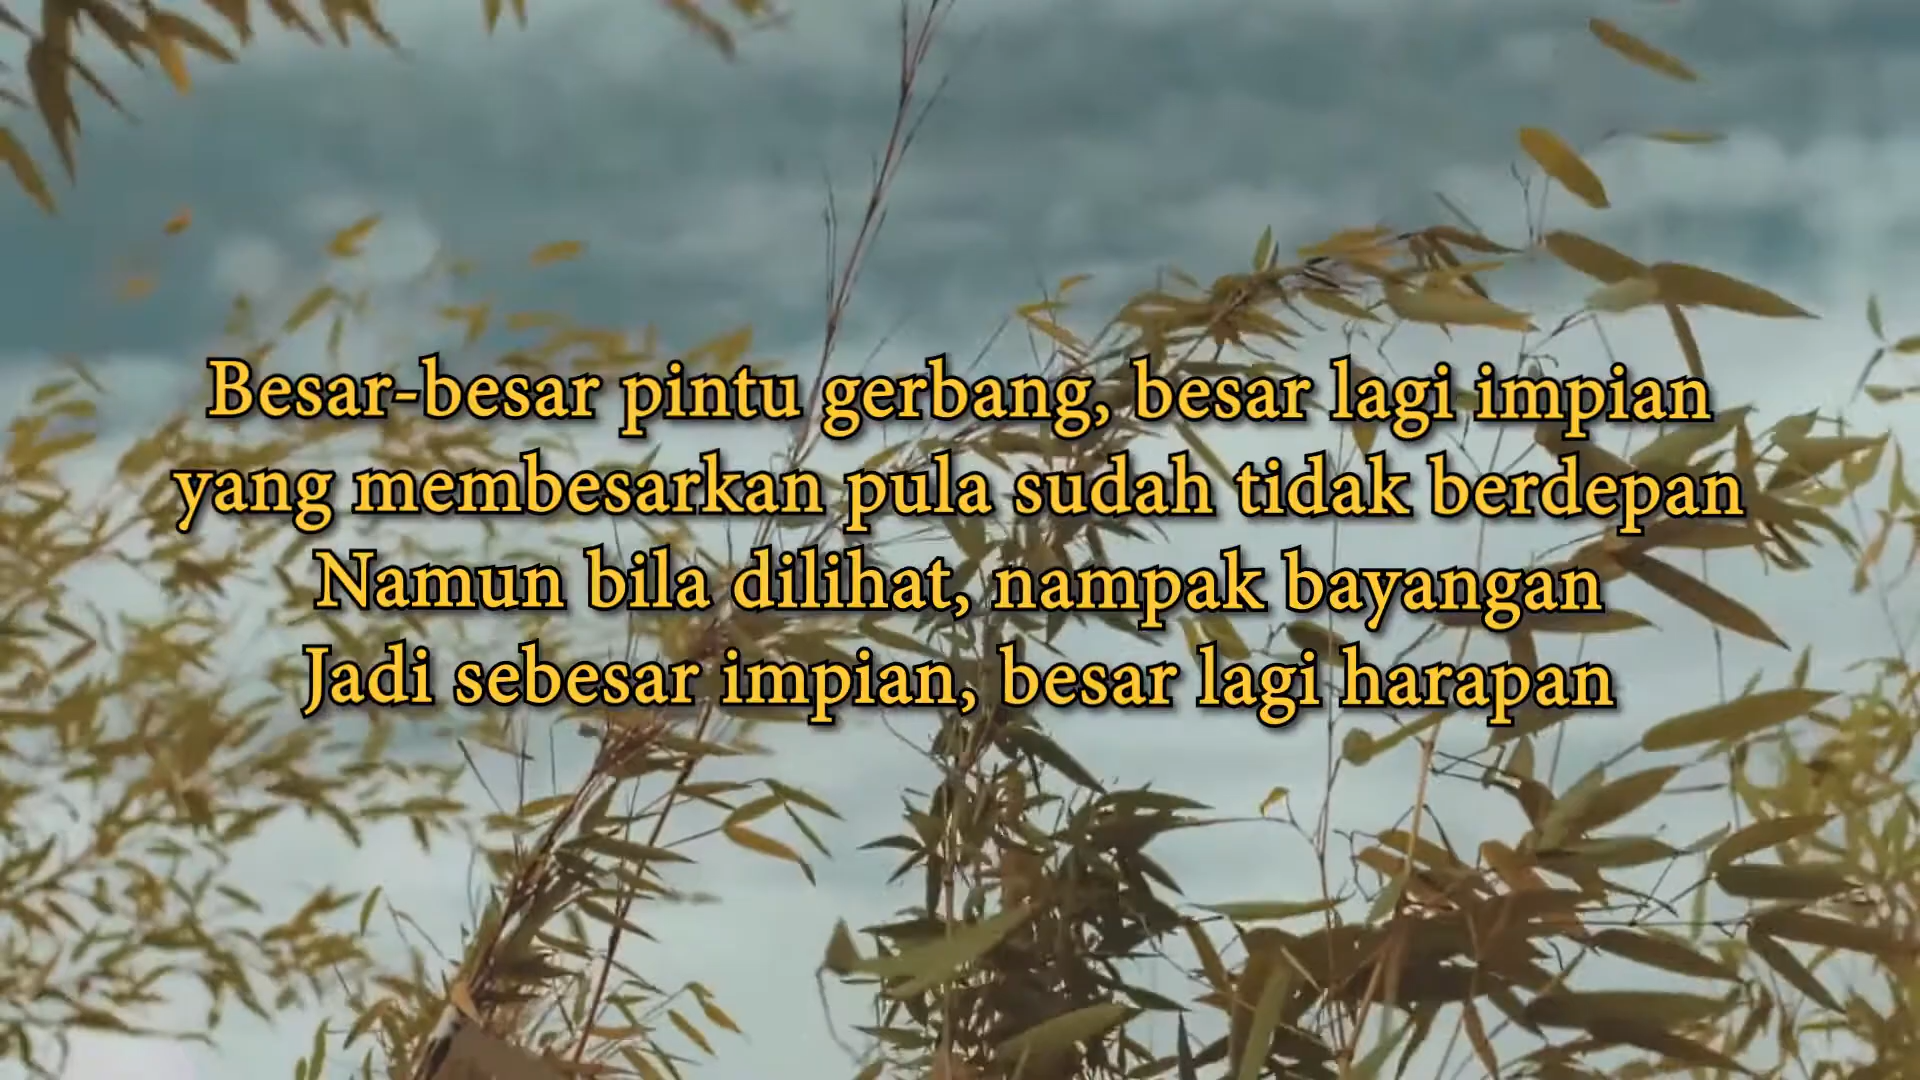 Besar-besar pintu gerbang, besar lagi impian
yang membesarkan pula sudah tidak berdepan
Namun bila dilihat, nampak bayangan
Jadi sebesar impian, besar lagi harapan